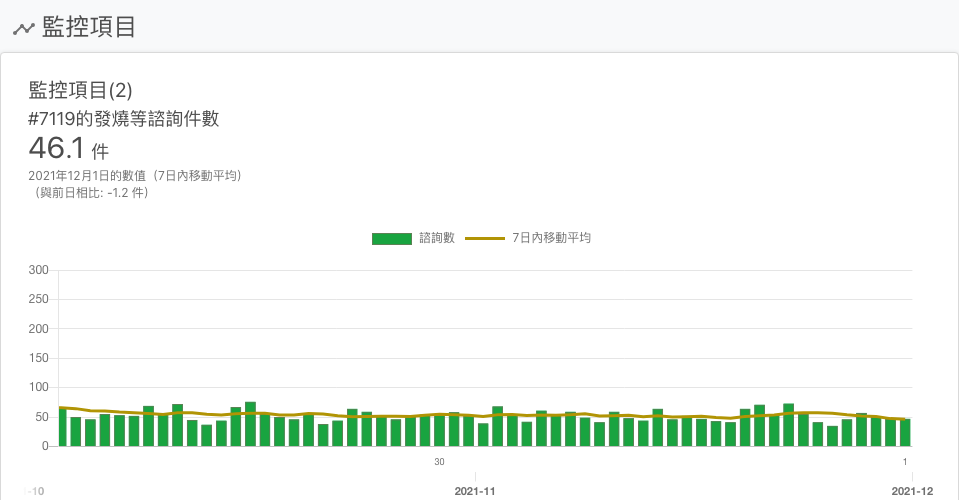 監控項目
監控項目(2)
#7119的發燒等諮詢件數
46.1 件
2021年12月1日的數值（7日內移動平均）
（與前日相比: -1.2 件）
諮詢數 7日內移動平均
300
250
200
150
100
50
0
30 1
-10 2021-11 2021-12